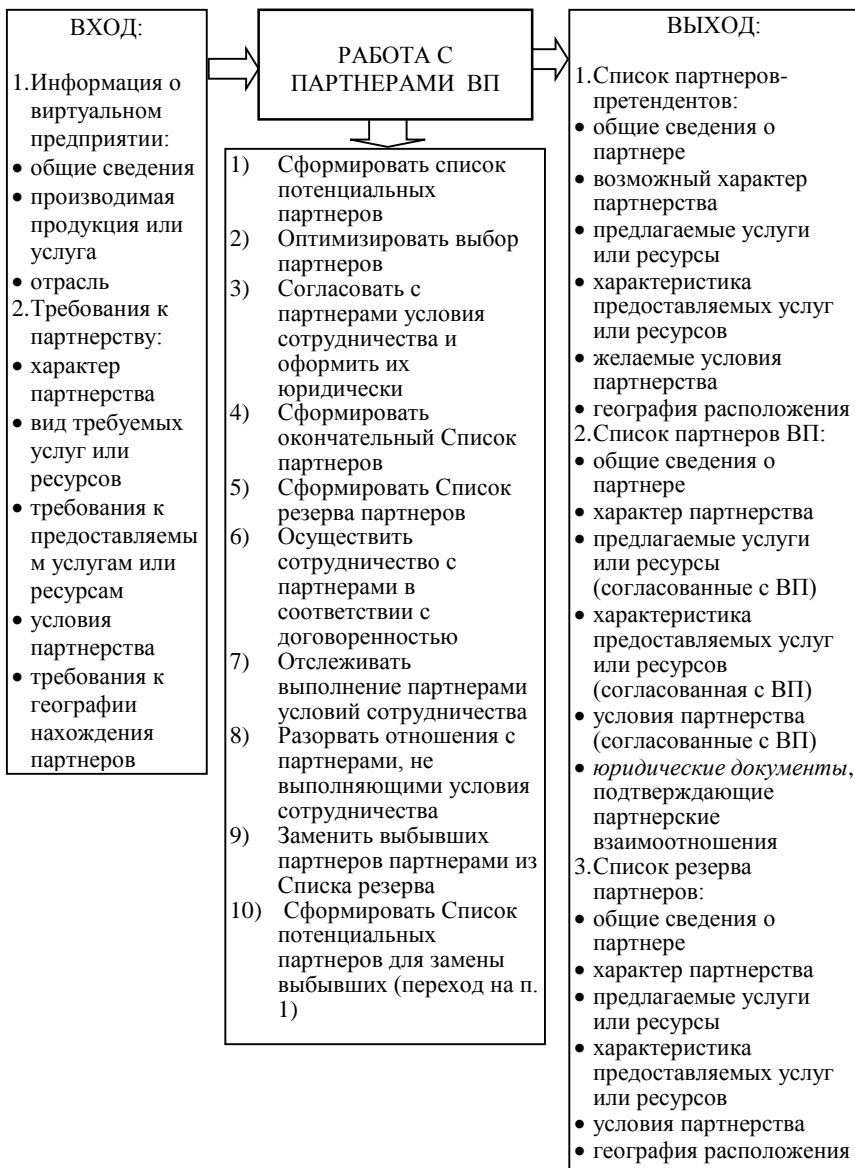 ВХОД:
1.Информация о
виртуальном
предприятии:
• общие сведения
• производимая
продукция или
услуга
• отрасль
2.Требования к
партнерству:
• характер
партнерства
• вид требуемых
услуг или
ресурсов
• требования к
предоставляемы
м услугам или
ресурсам
• условия
партнерства
• требования к
географии
нахождения
партнеров
РАБОТА С
ПАРТНЕРАМИ ВП
1) Сформировать список
потенциальных
партнеров
2) Оптимизировать выбор
партнеров
3) Согласовать с
партнерами условия
сотрудничества и
оформить их
юридически
4) Сформировать
окончательный Список
партнеров
5) Сформировать Список
резерва партнеров
6) Осуществить
сотрудничество с
партнерами в
соответствии с
договоренностью
7) Отслеживать
выполнение партнерами
условий сотрудничества
8) Разорвать отношения с
партнерами, не
выполняющими условия
сотрудничества
9) Заменить выбывших
партнеров партнерами из
Списка резерва
10) Сформировать Список
потенциальных
партнеров для замены
выбывших (переход на п.
1)
ВЫХОД:
1.Список партнеров-
претендентов:
• общие сведения о
партнере
• возможный характер
партнерства
• предлагаемые услуги
или ресурсы
• характеристика
предоставляемых услуг
или ресурсов
• желаемые условия
партнерства
• география расположения
2.Список партнеров ВП:
• общие сведения о
партнере
• характер партнерства
• предлагаемые услуги
или ресурсы
(согласованные с ВП)
• характеристика
предоставляемых услуг
или ресурсов
(согласованная с ВП)
• условия партнерства
(согласованные с ВП)
• юридические документы,
подтверждающие
партнерские
взаимоотношения
3.Список резерва
партнеров:
• общие сведения о
партнере
• характер партнерства
• предлагаемые услуги
или ресурсы
• характеристика
предоставляемых услуг
или ресурсов
• условия партнерства
• география расположения